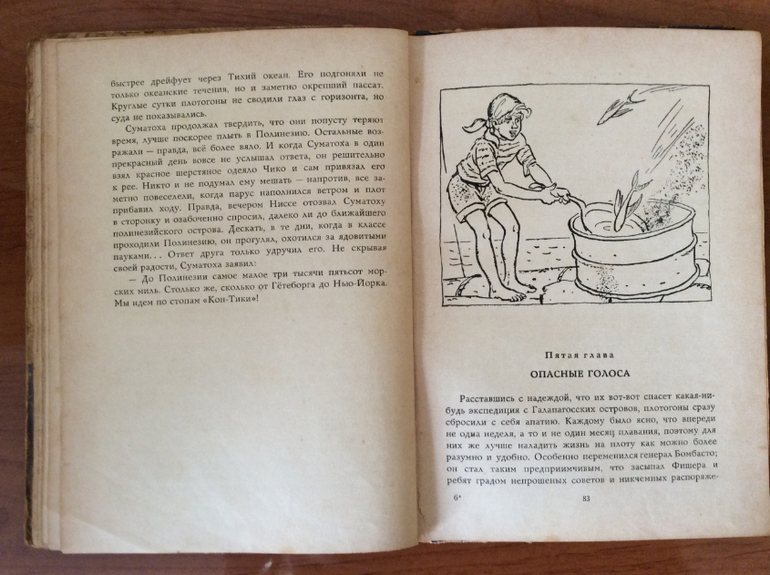 быстрее дрейфует через Тихий океан. Его подгоняли не
только океанские течения, но и заметно окрепший пассат.
Круглые сутки плотогоны не сводили глаз с горизонта, но
суда не показывались.
Суматоха продолжал твердить, что они попусту теряют
время, лучше поскорее плыть в Полинезию. Остальные воз-
ражали — правда, всё более вяло. И когда Суматоха в один
прекрасный день вовсе не услышал ответа, он решительно
взял красное шерстяное одеяло Чико и сам привязал его
к рее. Никто и не подумал ему мешать — напротив, все за-
метно повеселели, когда парус наполнился ветром и плот
прибавил ходу. Правда, вечером Ниссе отозвал Суматоху
в сторонку и озабоченно спросил, далеко ли до ближайшего
полинезийского острова. Дескать, в те дни, когда в классе
проходили Полинезию, он прогулял, охотился за ядовитыми
пауками... Ответ друга только удручил его. Не скрывая
своей радости, Суматоха заявил:
— До Полинезии самое малое три тысячи пятьсот мор-
ских миль. Столько же, сколько от Гётеборга до Нью-Йорка.
Мы идем по стопам «Кон-Тики»!
Пятая глава
ОПАСНЫЕ ГОЛОСА
Расставшись с надеждой, что их вот-вот спасет какая-ни-
будь экспедиция с Галапагосских островов, плотогоны сразу
сбросили с себя апатию. Каждому было ясно, что впереди
не одна неделя, а то и не один месяц плавания, поэтому для
них же лучше наладить жизнь на плоту как можно более
разумно и удобно. Особенно переменился генерал Бомбасто;
он стал таким предприимчивым, что засыпал Фишера и
ребят градом непрошеных советов и никчемных распоряже-
6* 83